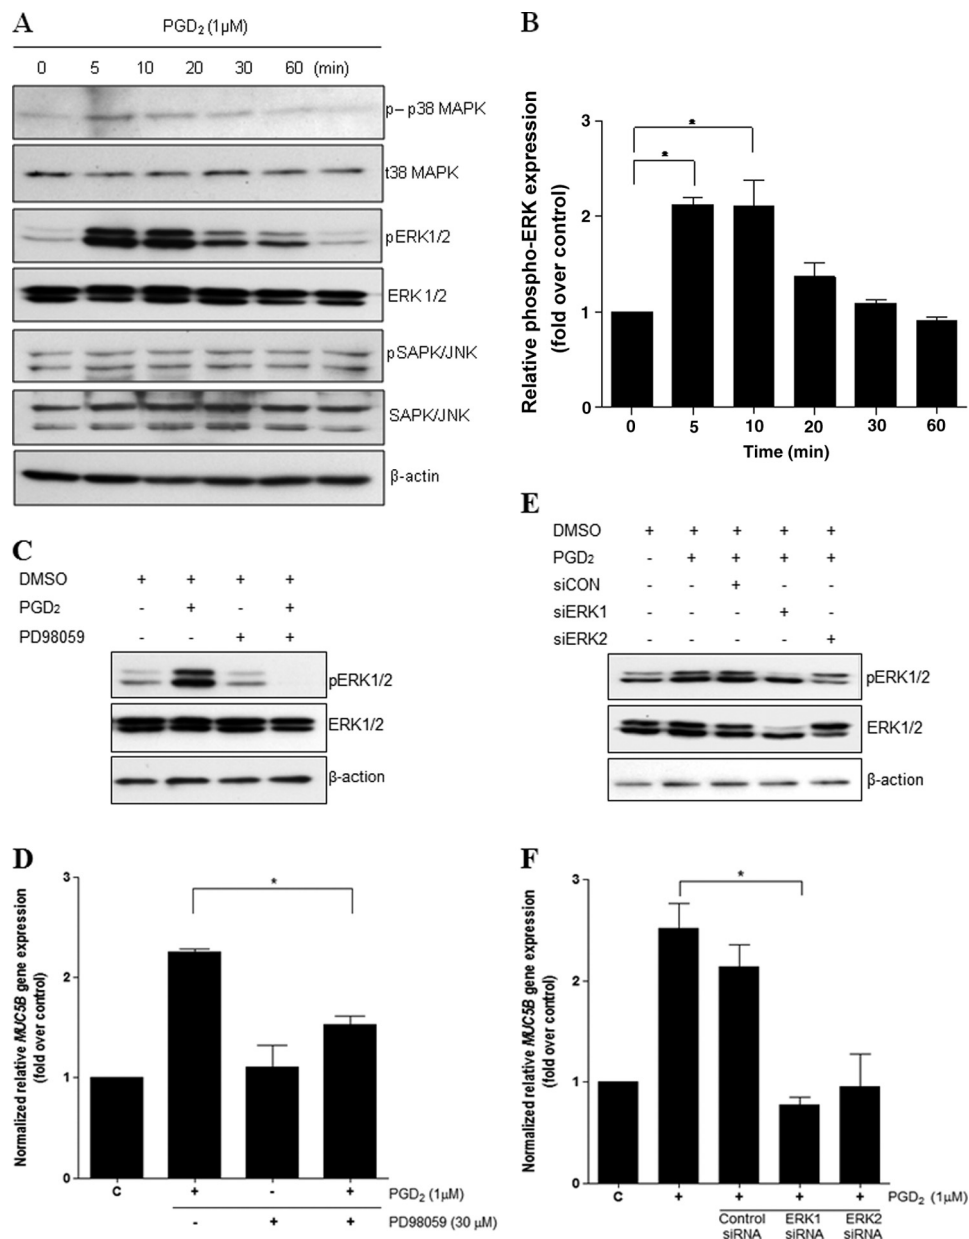 A
PGD₂ (1µM)
0 5 10 20 30 60 (min)
p– p38 MAPK
t38 MAPK
pERK1/2
ERK1/2
pSAPK/JNK
SAPK/JNK
β-actin
B
Relative phospho-ERK expression
(fold over control)
3
2
1
0
* *
0 5 10 20 30 60
Time (min)
C
DMSO + + + +
PGD₂ - + - +
PD98059 - - + +
pERK1/2
ERK1/2
β-action
E
DMSO + + + + +
PGD₂ - + + + +
siCON - - + - -
siERK1 - - - + -
siERK2 - - - - +
pERK1/2
ERK1/2
β-action
D
Normalized relative MUC5B gene expression
(fold over control)
3
2
1
0
*
C + - + PGD₂ (1µM)
- + + PD98059 (30 µM)
F
Normalized relative MUC5B gene expression
(fold over control)
3
2
1
0
*
C + + + + PGD₂ (1µM)
Control ERK1 ERK2
siRNA siRNA siRNA